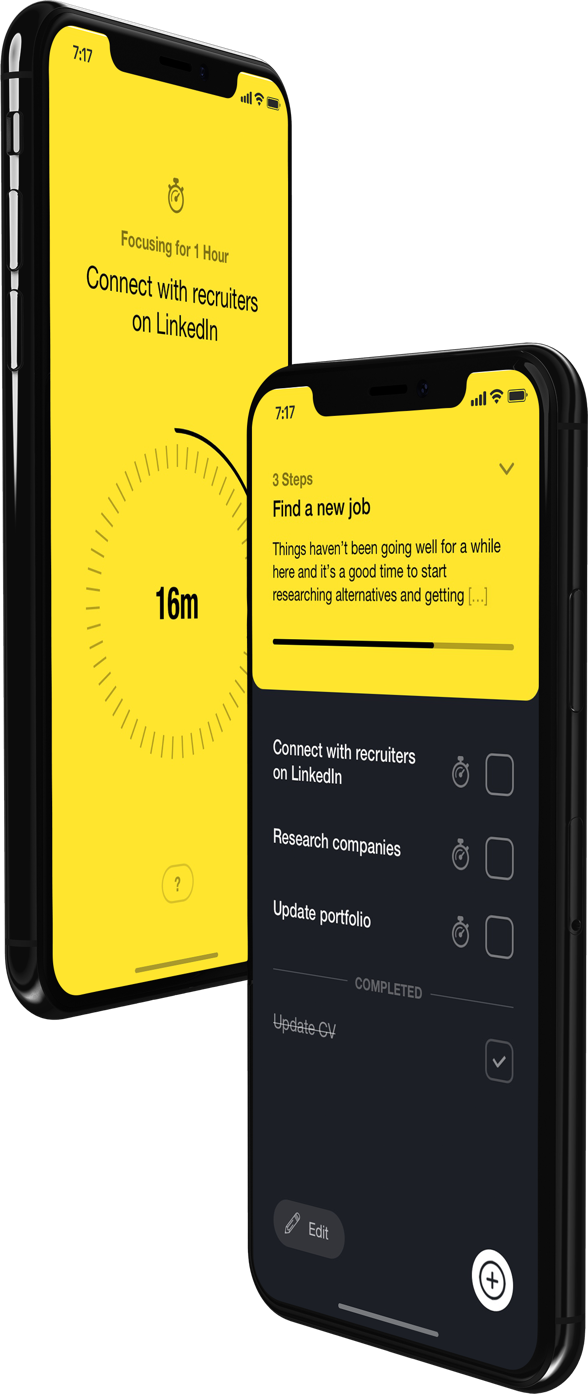 7:17
Focusing for 1 Hour
Connect with recruiters
on LinkedIn
16m
?
7:17
3 Steps
Find a new job
Things haven't been going well for a while
here and it's a good time to start
researching alternatives and getting [...]
Connect with recruiters
on LinkedIn
Research companies
Update portfolio
COMPLETED
Update CV
Edit